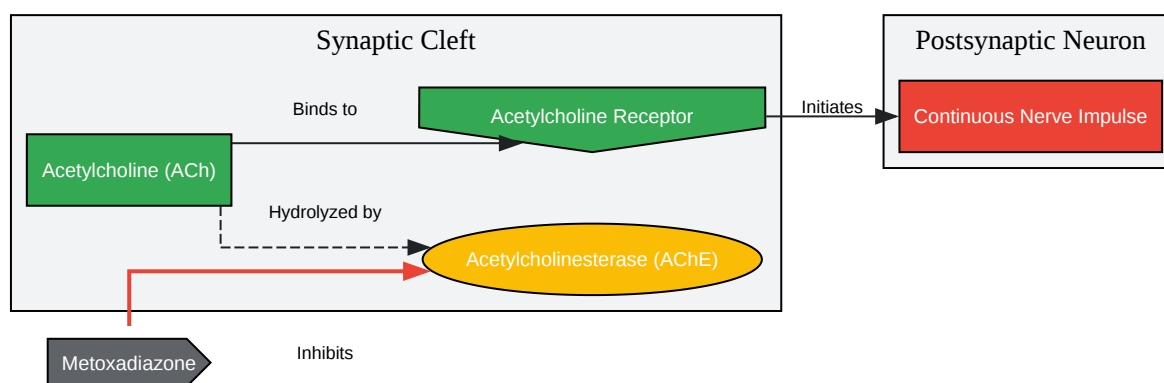 Synaptic Cleft
Postsynaptic Neuron
Binds to
Acetylcholine Receptor
Initiates
Continuous Nerve Impulse
Acetylcholine (ACh)
Hydrolyzed by
Acetylcholinesterase (AChE)
Metoxadiazone
Inhibits